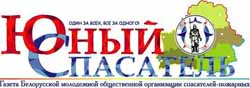 ОДИН ЗА ВСЕХ, ВСЕ ЗА ОДНОГО!
Юный
СПАСАТЕЛЬ
Газета Белорусской молодежной общественной организации спасателей-пожарных